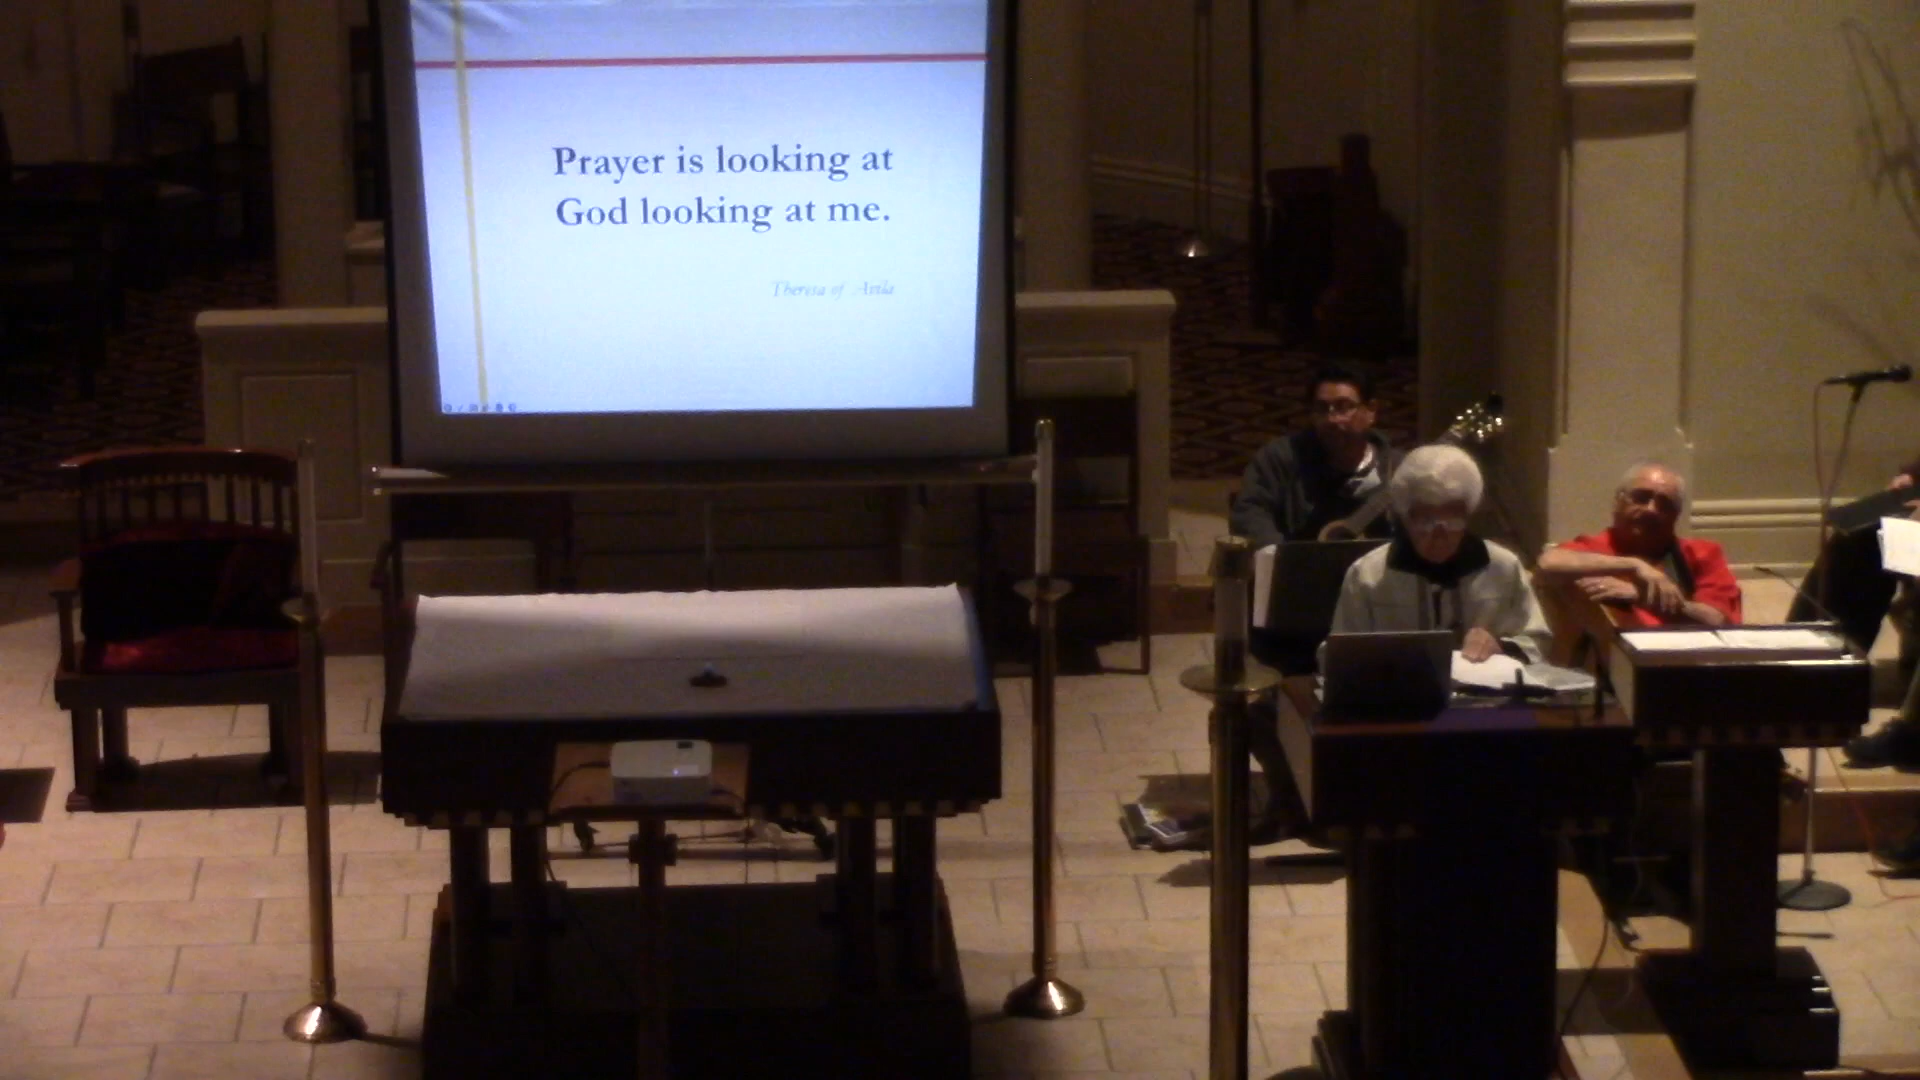 Prayer is looking at
God looking at me.
Theresa of Avila